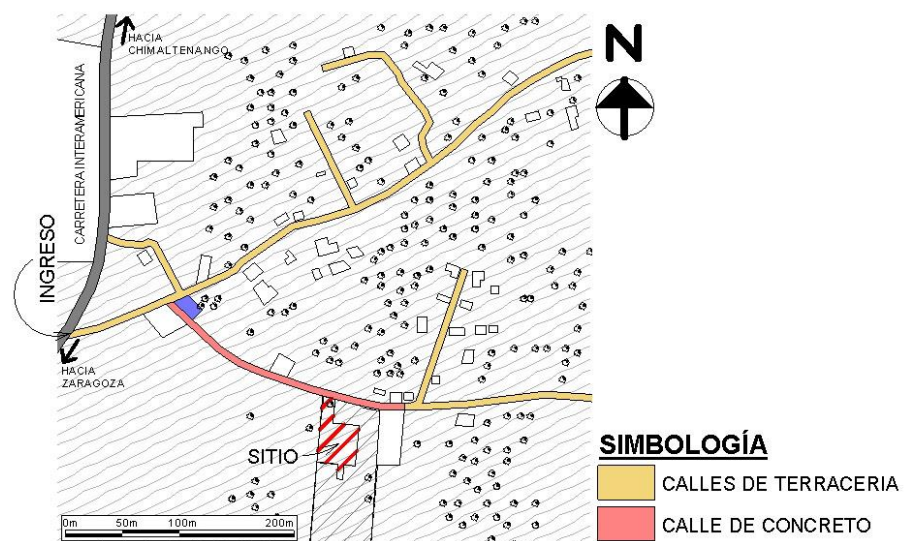 HACIA
CHIMALTENANGO
N
CARRETERA INTERAMERICANA
INGRESO
HACIA
ZARAGOZA
SITIO
SIMBOLOGÍA
CALLES DE TERRACERIA
CALLE DE CONCRETO
0m 50m 100m 200m